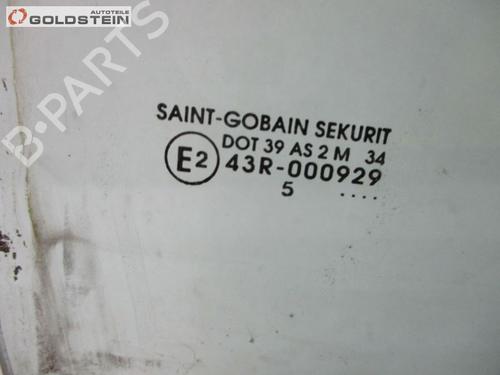 AUTOTEILE
GOLDSTEIN
B-PARTS
SAINT-GOBAIN SEKURIT
DOT 39 AS 2 M 34
E2 43R-000929
5 ....